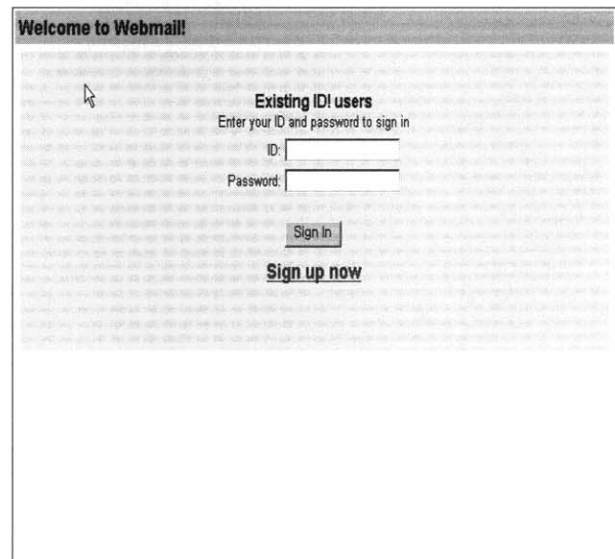 Welcome to Webmail!
Existing ID! users
Enter your ID and password to sign in
ID:
Password:
Sign In
Sign up now